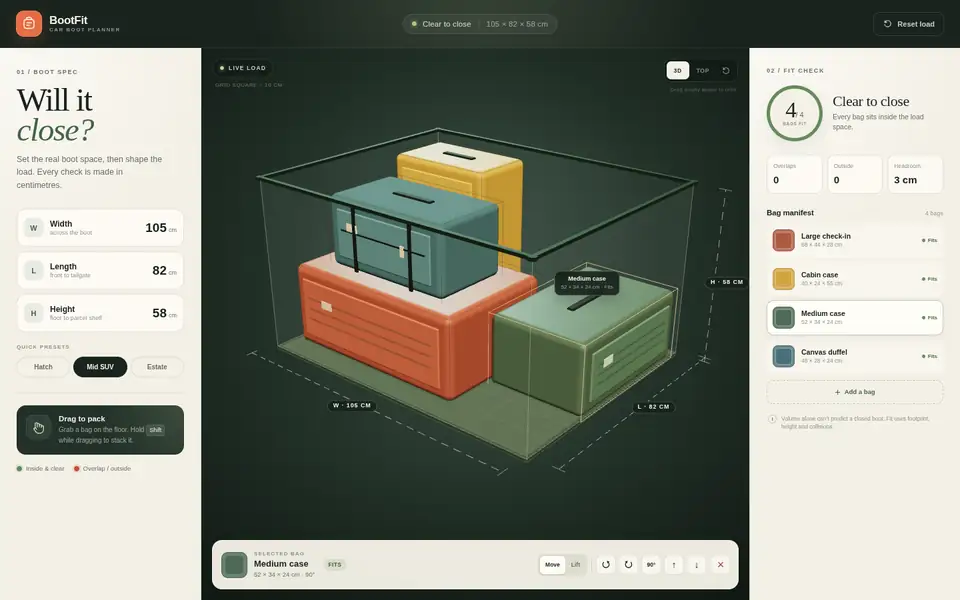 BootFit
CAR BOOT PLANNER
Clear to close
105 × 82 × 58 cm
Reset load
01 / BOOT SPEC
Will it
close?
Set the real boot space, then shape the
load. Every check is made in
centimetres.
W
Width
across the boot
105 cm
L
Length
front to tailgate
82 cm
H
Height
floor to parcel shelf
58 cm
QUICK PRESETS
Hatch
Mid SUV
Estate
Drag to pack
Grab a bag on the floor. Hold Shift
while dragging to stack it.
Inside & clear
Overlap / outside
LIVE LOAD
GRID SQUARE = 10 CM
3D
TOP
Medium case
52 × 34 × 24 cm · Fits
H · 58 CM
W · 105 CM
L · 82 CM
SELECTED BAG
Medium case
52 × 34 × 24 cm · 90°
FITS
Move
Lift
90°
02 / FIT CHECK
4 / 4
BAGS FIT
Clear to close
Every bag sits inside the load
space.
Overlaps
0
Outside
0
Headroom
3 cm
Bag manifest
4 bags
Large check-in
68 × 44 × 28 cm
Fits
Cabin case
40 × 24 × 56 cm
Fits
Medium case
52 × 34 × 24 cm
Fits
Canvas duffel
Fits
+ Add a bag
Volume alone can't predict a shaped boot. Fit uses footprint,
height and collisions.